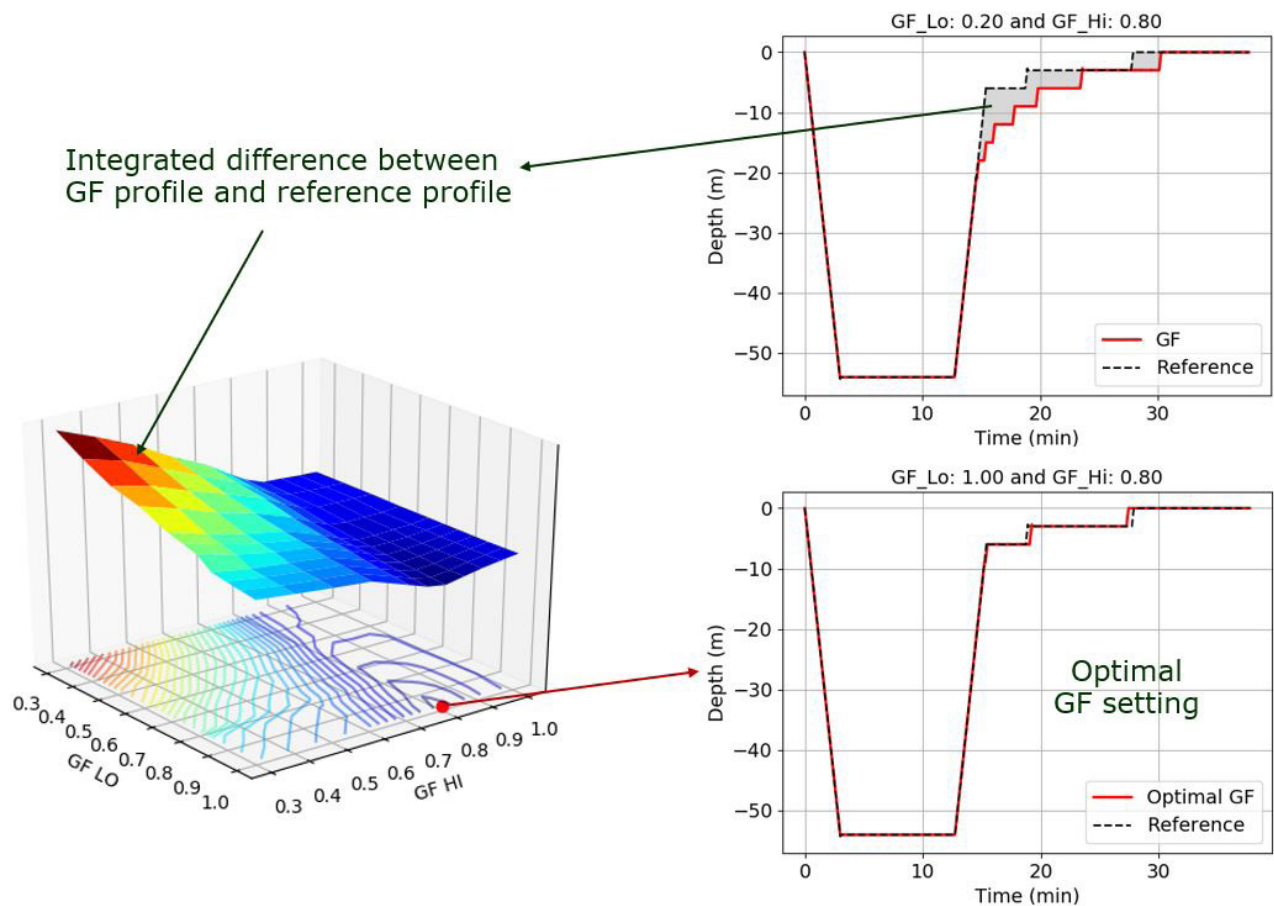 GF_Lo: 0.20 and GF_Hi: 0.80
0
−10
−20
−30
−40
−50
Depth (m)
GF
Reference
0
10
20
30
Time (min)
Integrated difference between
GF profile and reference profile
0.3
0.4
0.5
0.6
0.7
0.8
0.9
1.0
GF LO
0.3
0.4
0.5
0.6
0.7
0.8
0.9
1.0
GF HI
GF_Lo: 1.00 and GF_Hi: 0.80
0
−10
−20
−30
−40
−50
Depth (m)
Optimal
GF setting
Optimal GF
Reference
0
10
20
30
Time (min)